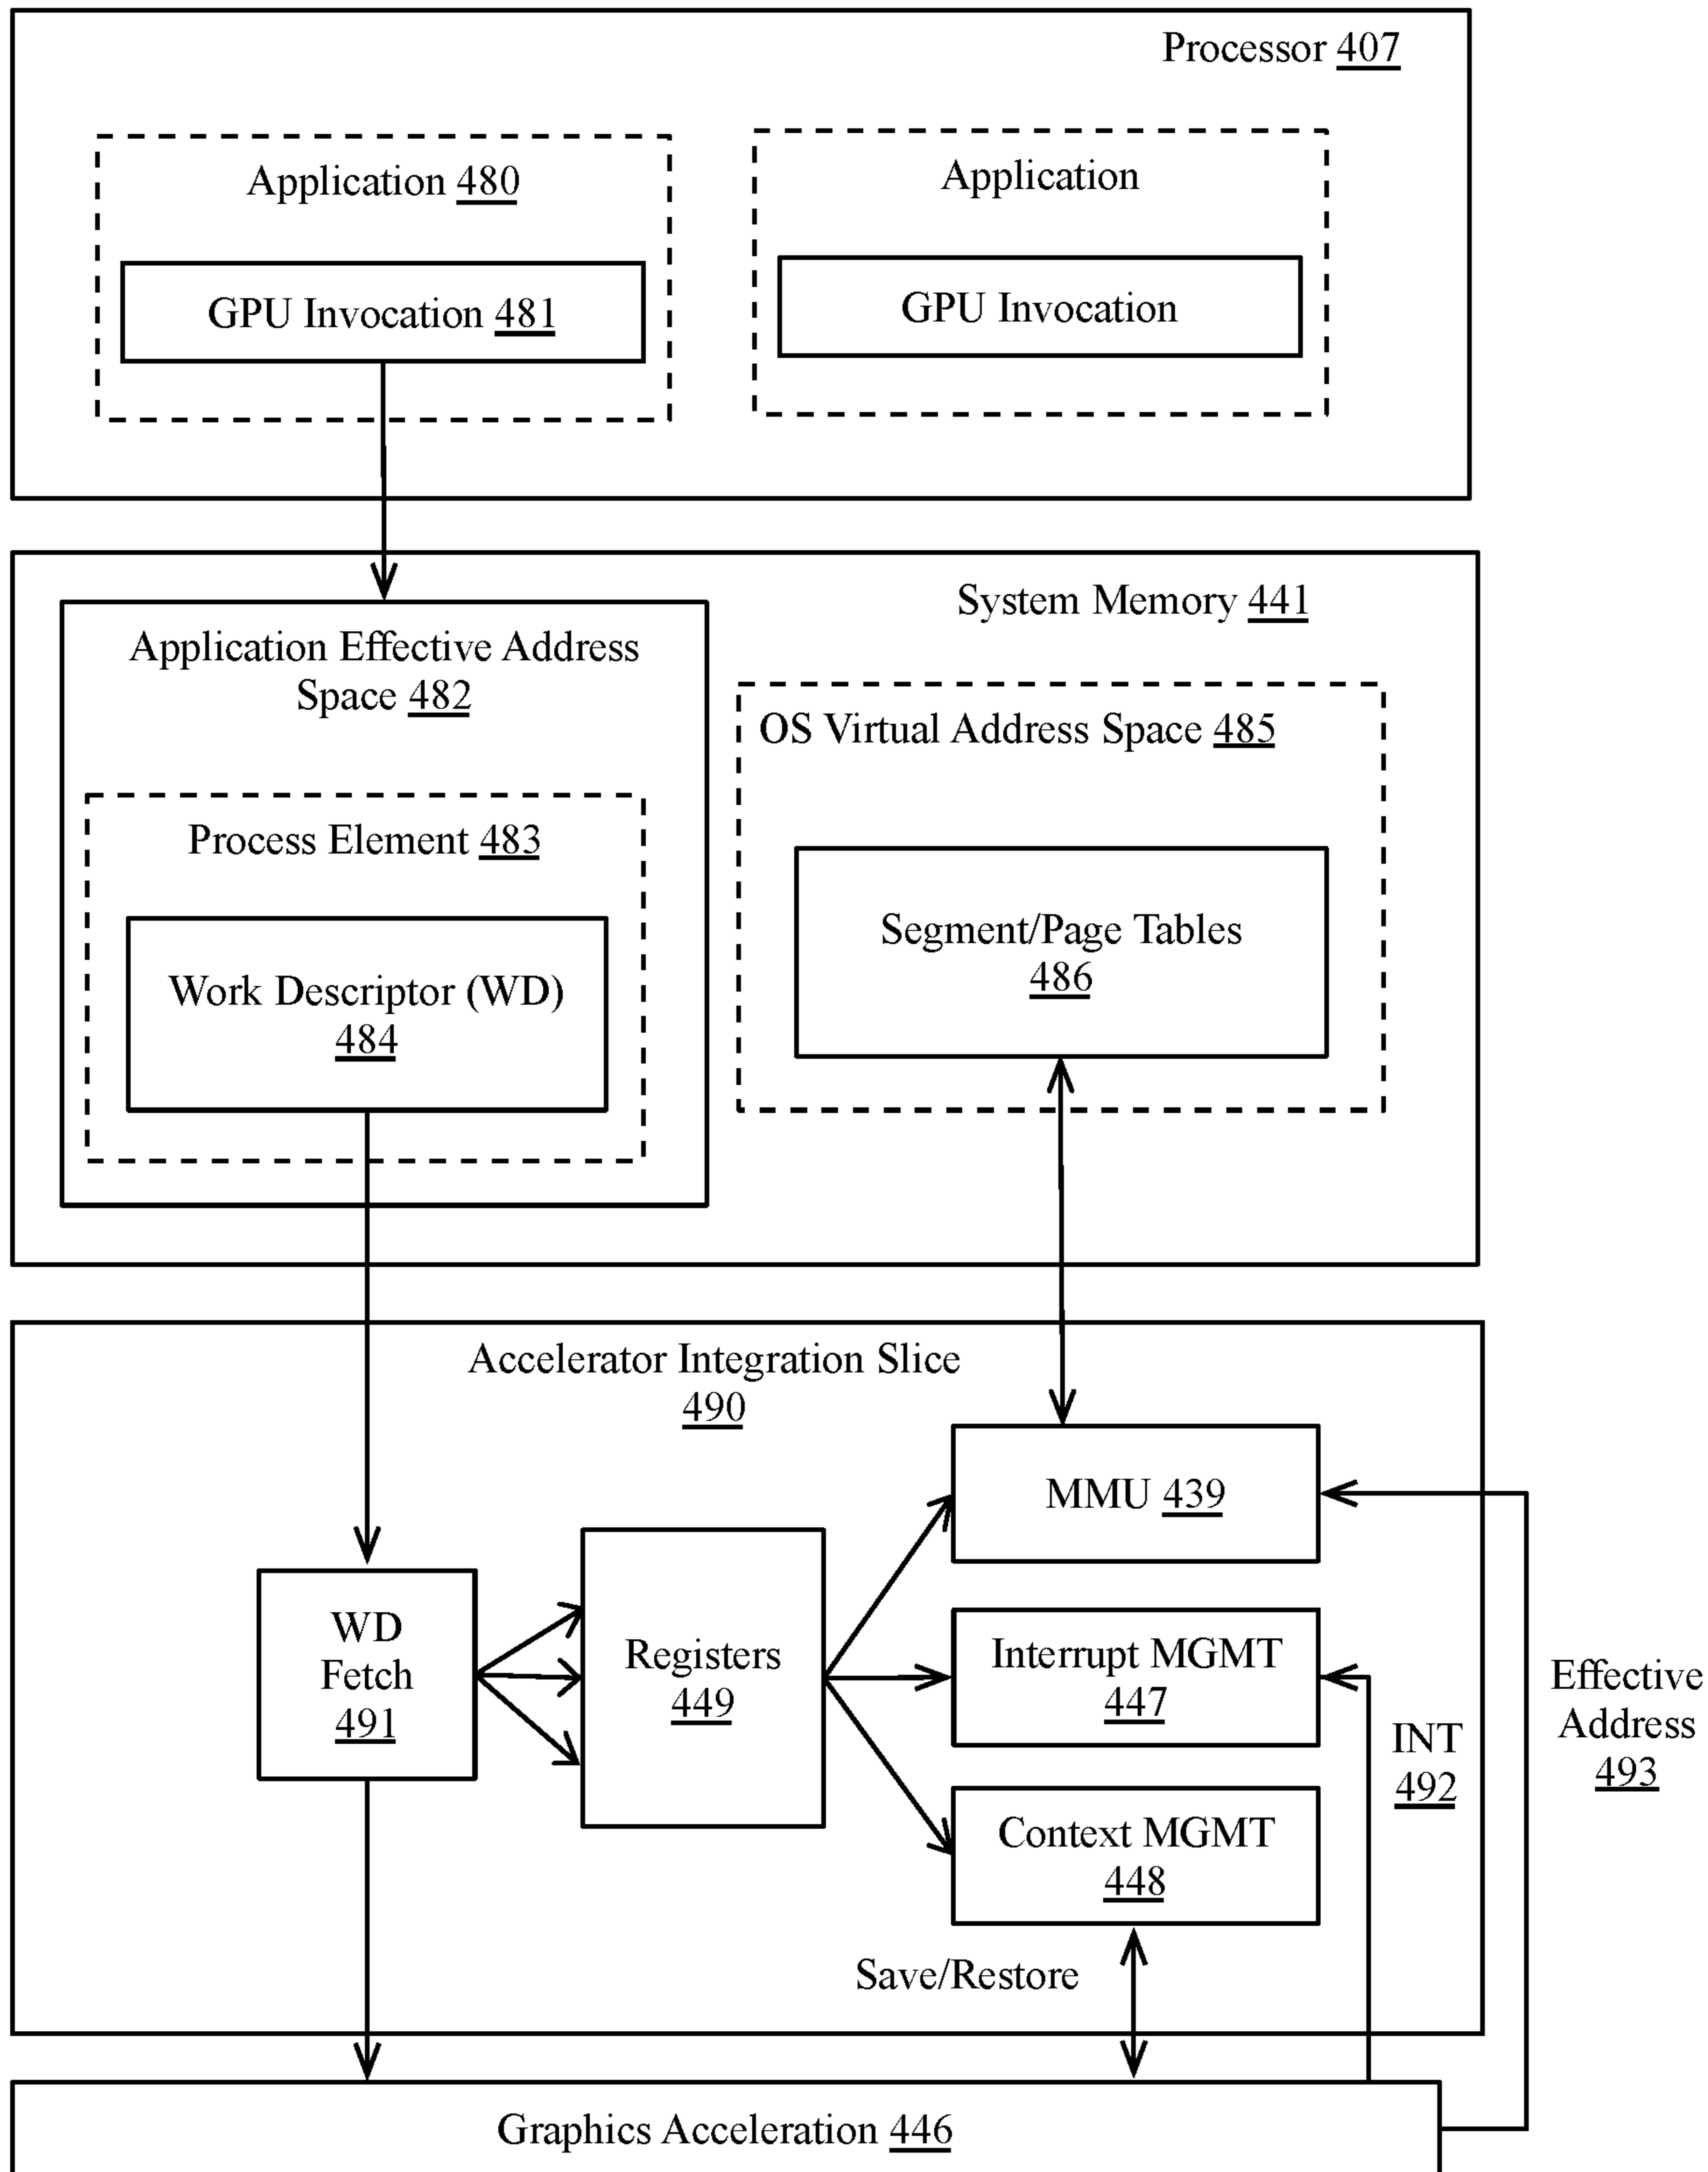 Processor 407
Application 480
Application
GPU Invocation 481
GPU Invocation
System Memory 441
Application Effective Address
Space 482
OS Virtual Address Space 485
Process Element 483
Segment/Page Tables
486
Work Descriptor (WD)
484
Accelerator Integration Slice
490
MMU 439
WD
Fetch
491
Registers
449
Interrupt MGMT
447
Effective
Address
493
INT
492
Context MGMT
448
Save/Restore
Graphics Acceleration 446